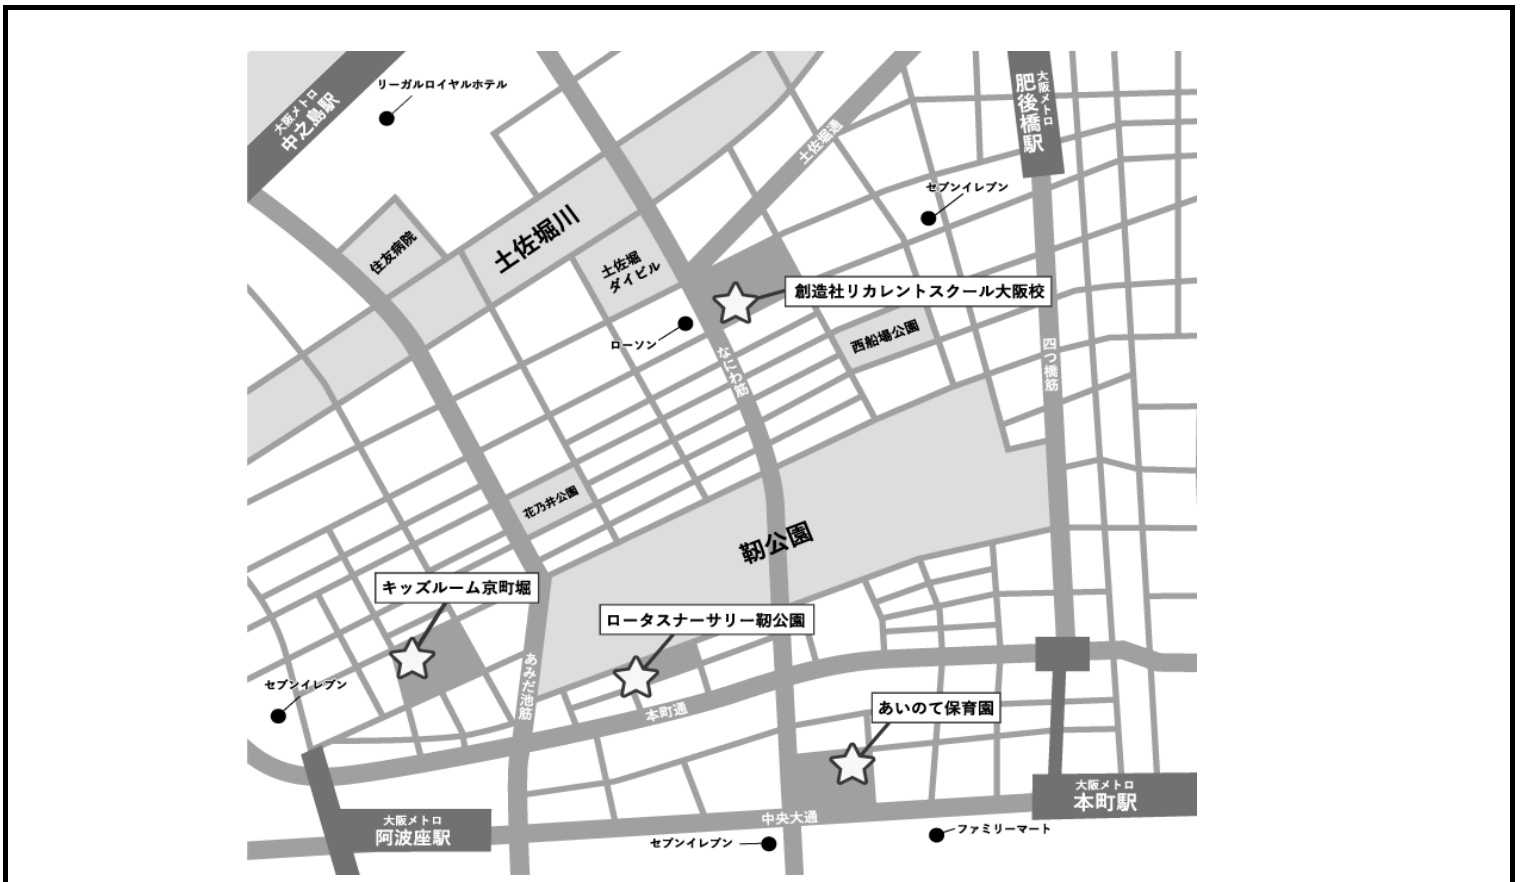 リーガルロイヤルホテル
大阪メトロ
中之島駅
大阪メトロ
肥後橋駅
土佐堀通
セブンイレブン
住友病院
土佐堀川
土佐堀
ダイビル
創造社リカレントスクール大阪校
ローソン
西船場公園
なにわ筋
四つ橋筋
花乃井公園
靭公園
キッズルーム京町堀
ロータスナーサリー靭公園
あみだ池筋
セブンイレブン
本町通
あいのて保育園
大阪メトロ
本町駅
大阪メトロ
阿波座駅
中央大通
セブンイレブン
ファミリーマート